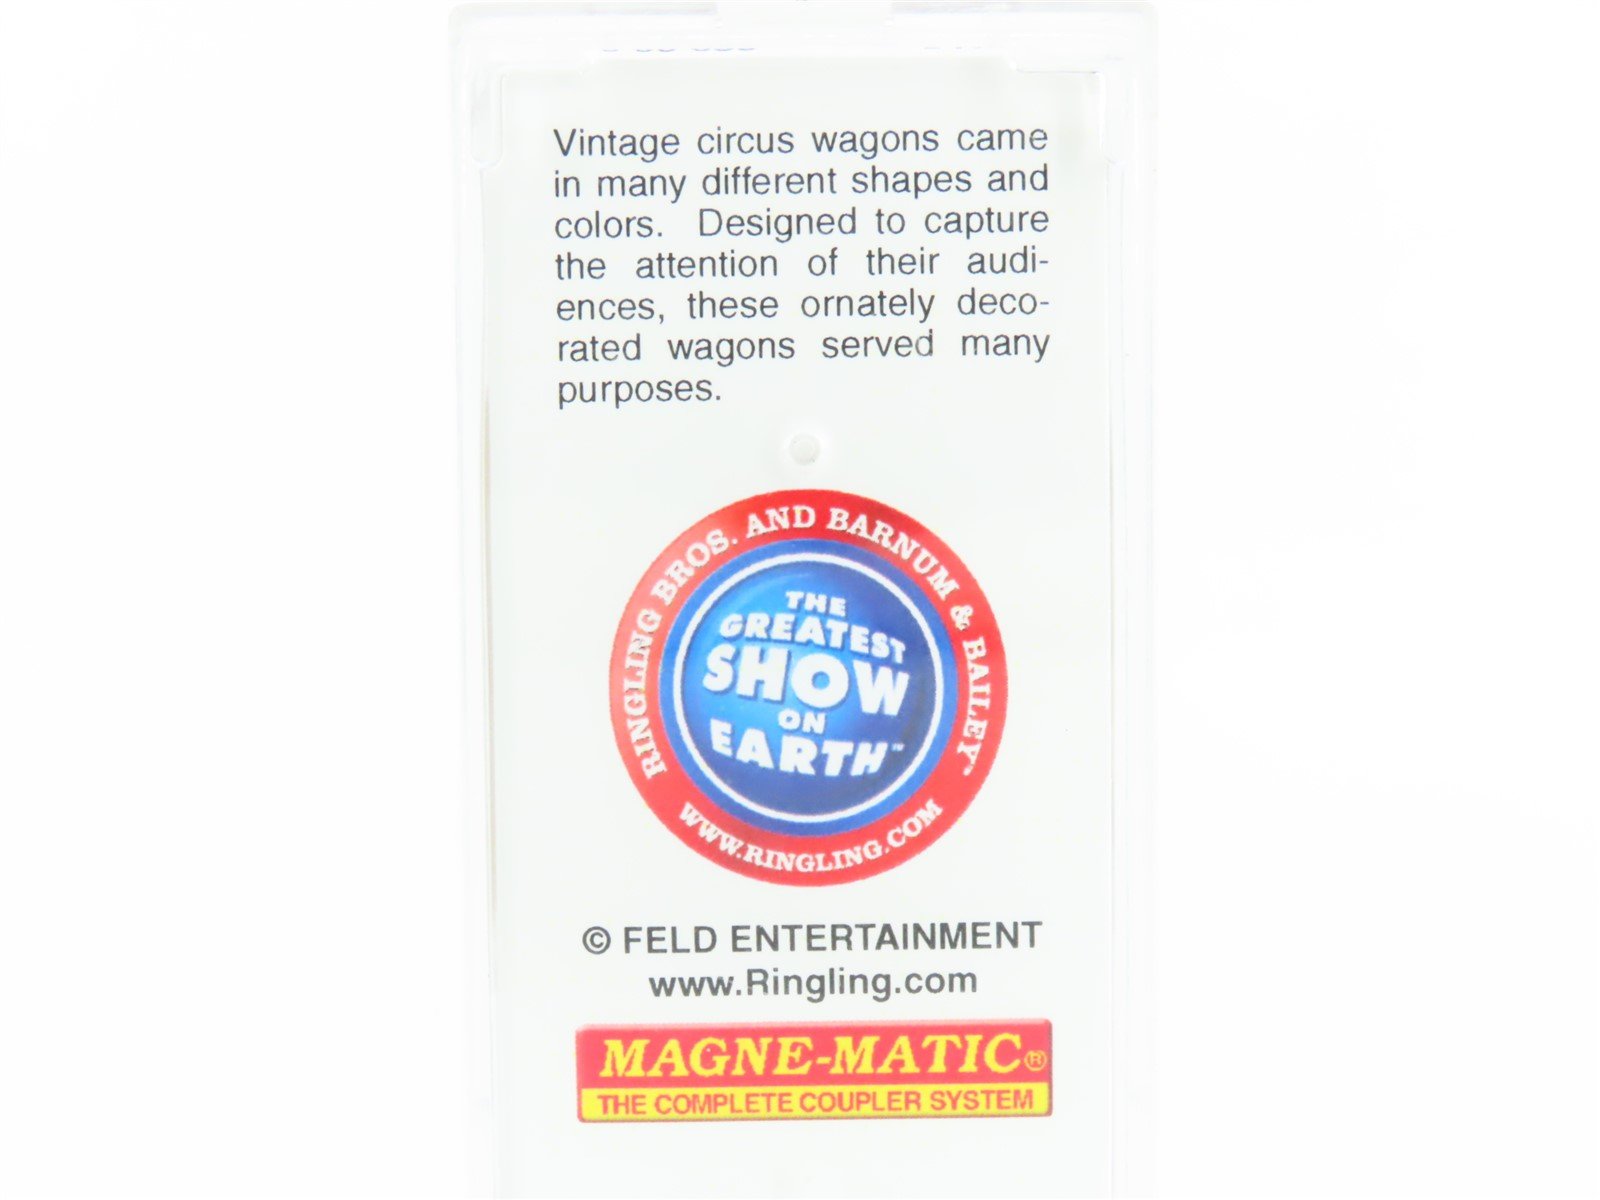 Vintage circus wagons came
in many different shapes and
colors. Designed to capture
the attention of their audi-
ences, these ornately deco-
rated wagons served many
purposes.
RINGLING BROS. AND BARNUM & BAILEY™
THE
GREATEST
SHOW
ON
EARTH™
WWW.RINGLING.COM
© FELD ENTERTAINMENT
www.Ringling.com
MAGNE-MATIC®
THE COMPLETE COUPLER SYSTEM